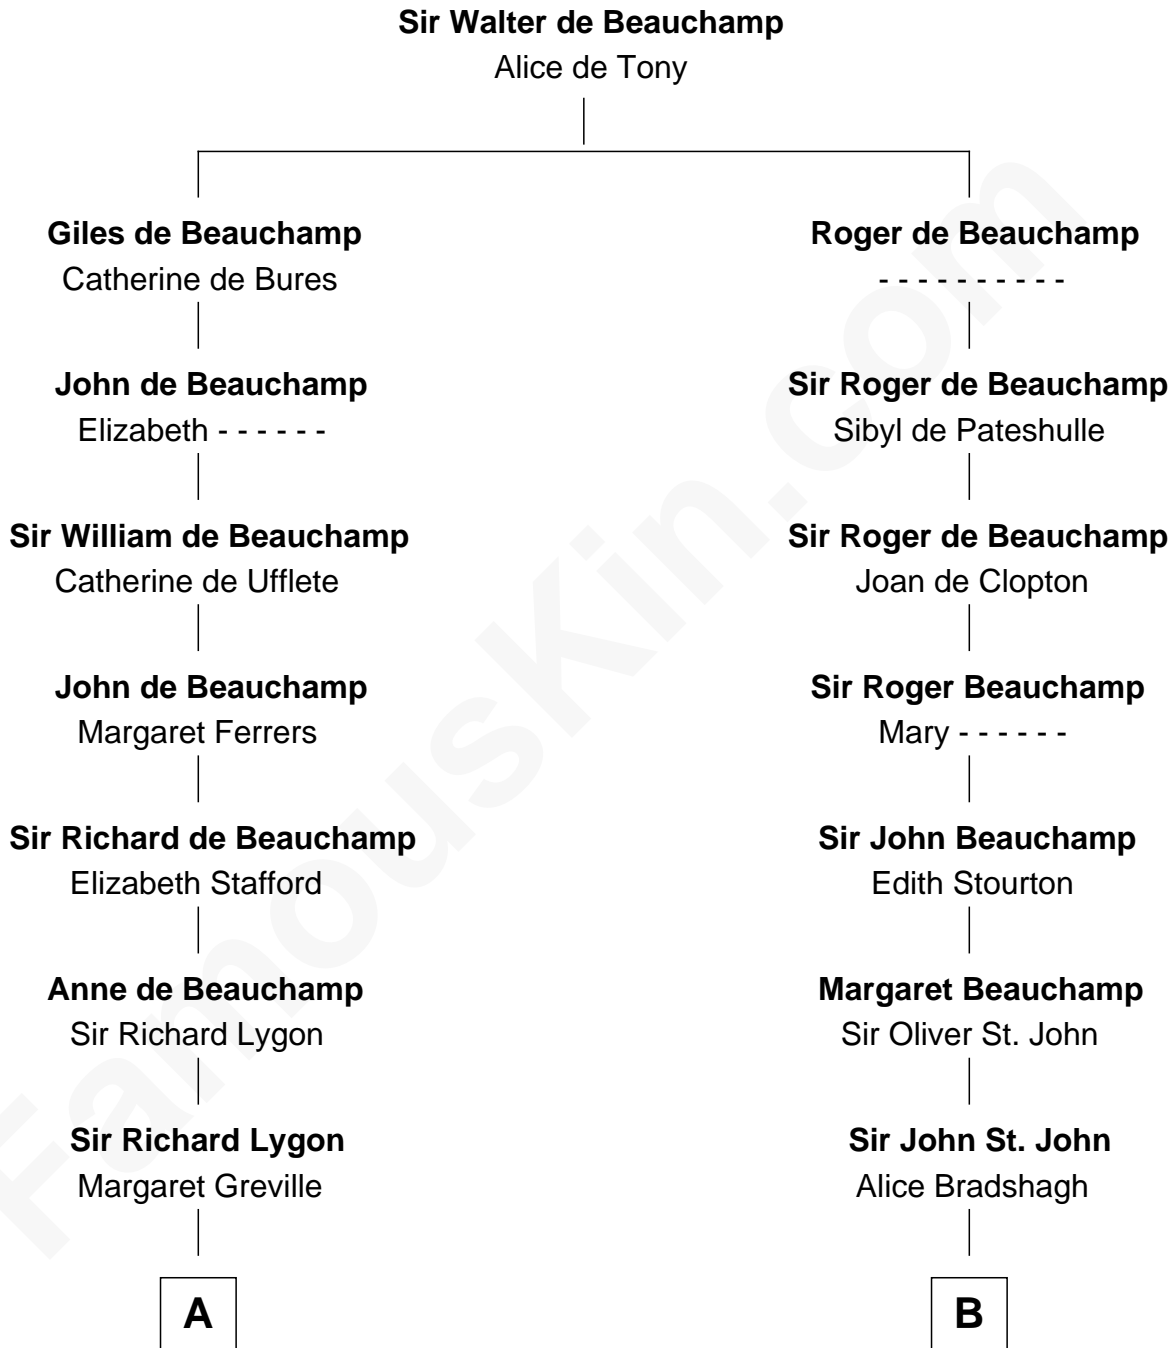 Sir Walter de Beauchamp
Alice de Tony
Giles de Beauchamp
Catherine de Bures
Roger de Beauchamp
- - - - - - - - - -
John de Beauchamp
Elizabeth - - - - - -
Sir Roger de Beauchamp
Sibyl de Pateshulle
Sir William de Beauchamp
Catherine de Ufflete
Sir Roger de Beauchamp
Joan de Clopton
John de Beauchamp
Margaret Ferrers
Sir Roger Beauchamp
Mary - - - - - -
Sir Richard de Beauchamp
Elizabeth Stafford
Sir John Beauchamp
Edith Stourton
Anne de Beauchamp
Sir Richard Lygon
Margaret Beauchamp
Sir Oliver St. John
Sir Richard Lygon
Margaret Greville
Sir John St. John
Alice Bradshagh
A
B
FamousKin.com